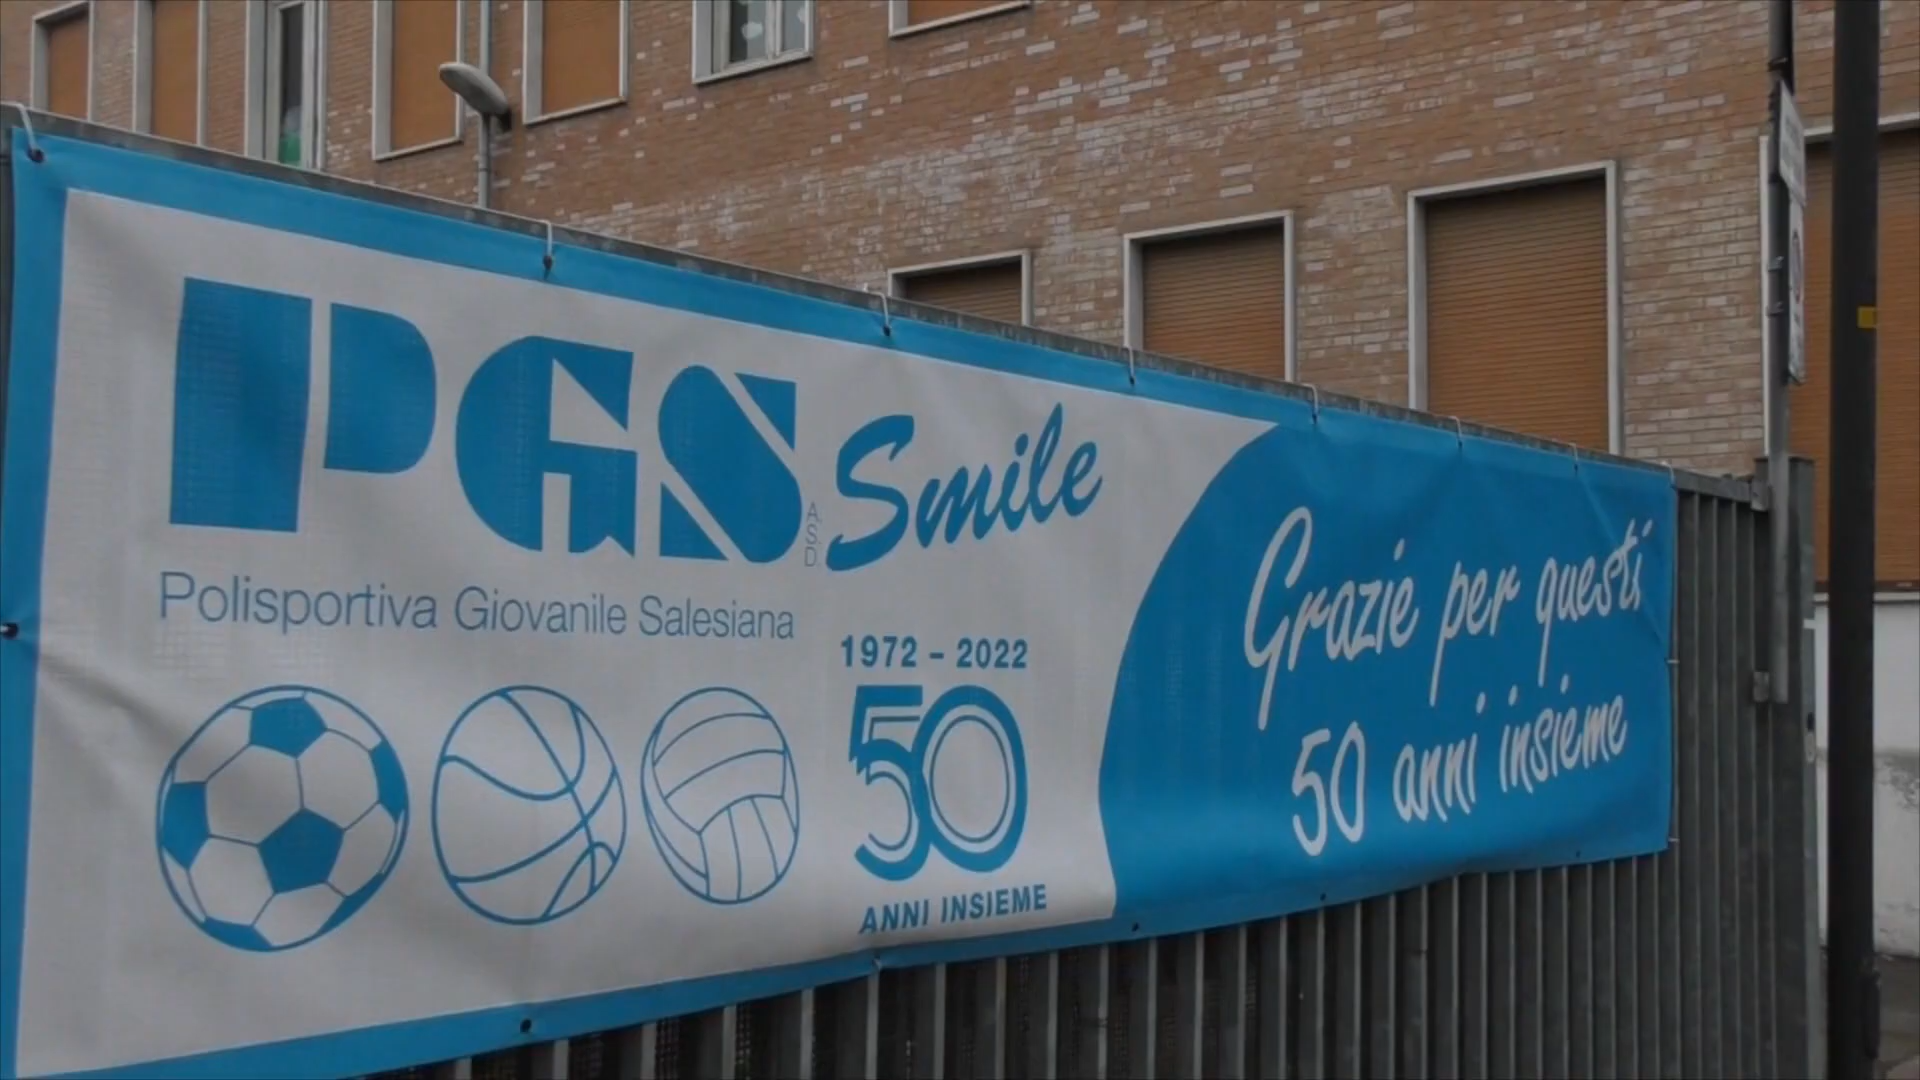 PGS
A.S.D.
Smile
Polisportiva Giovanile Salesiana
1972 - 2022
50
ANNI INSIEME
Grazie per questi
50 anni insieme